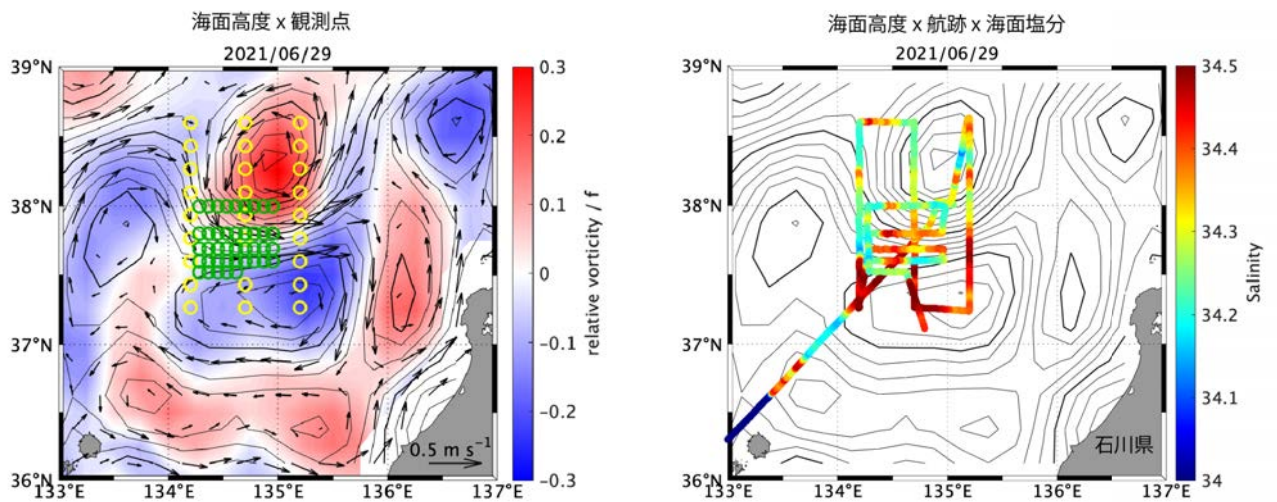 海面高度 x 観測点
2021/06/29
39°N
38°N
37°N
36°N
133°E
134°E
135°E
136°E
137°E
0.5 m s⁻¹
0.3
0.2
0.1
0
−0.1
−0.2
−0.3
relative vorticity / f
海面高度 x 航跡 x 海面塩分
2021/06/29
39°N
38°N
37°N
36°N
133°E
134°E
135°E
136°E
137°E
石川県
34.5
34.4
34.3
34.2
34.1
34
Salinity